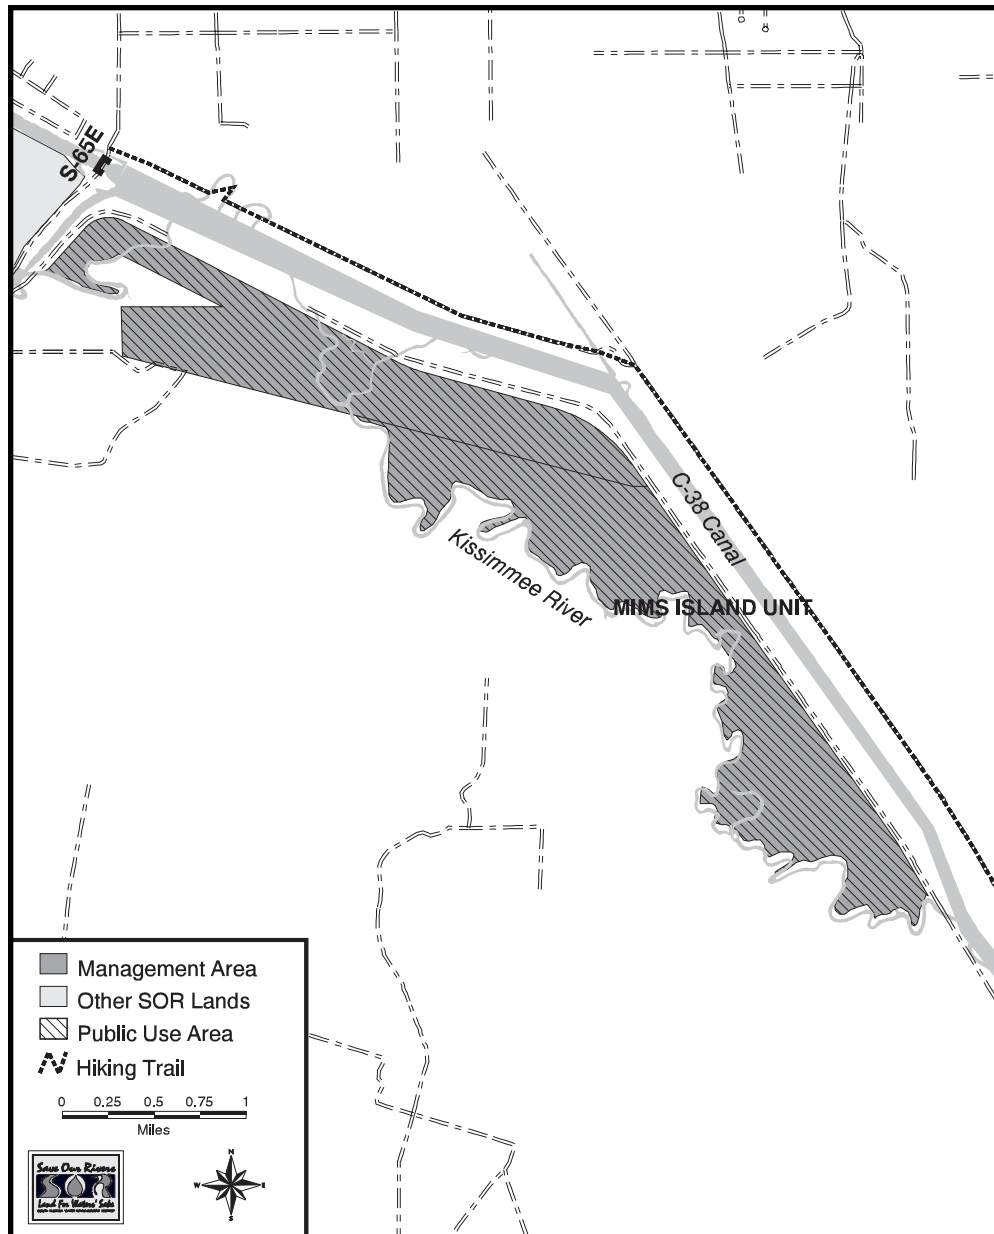 S-65E
C-38 Canal
Kissimmee River
MIMS ISLAND UNIT
Management Area
Other SOR Lands
Public Use Area
Hiking Trail
0 0.25 0.5 0.75 1
Miles
Save Our Rivers
Land For Waters' Sake
N
W E
S